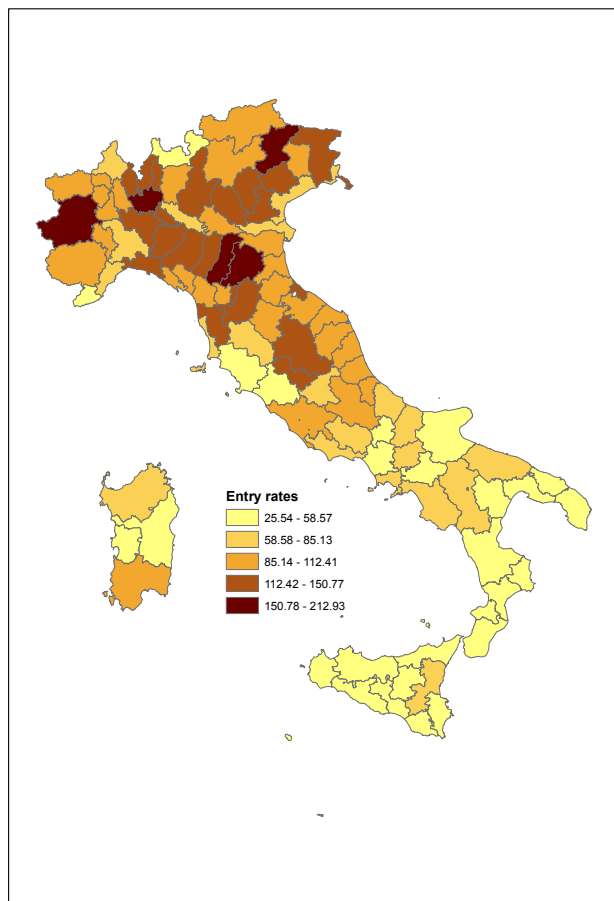 Entry rates
25.54 - 58.57
58.58 - 85.13
85.14 - 112.41
112.42 - 150.77
150.78 - 212.93